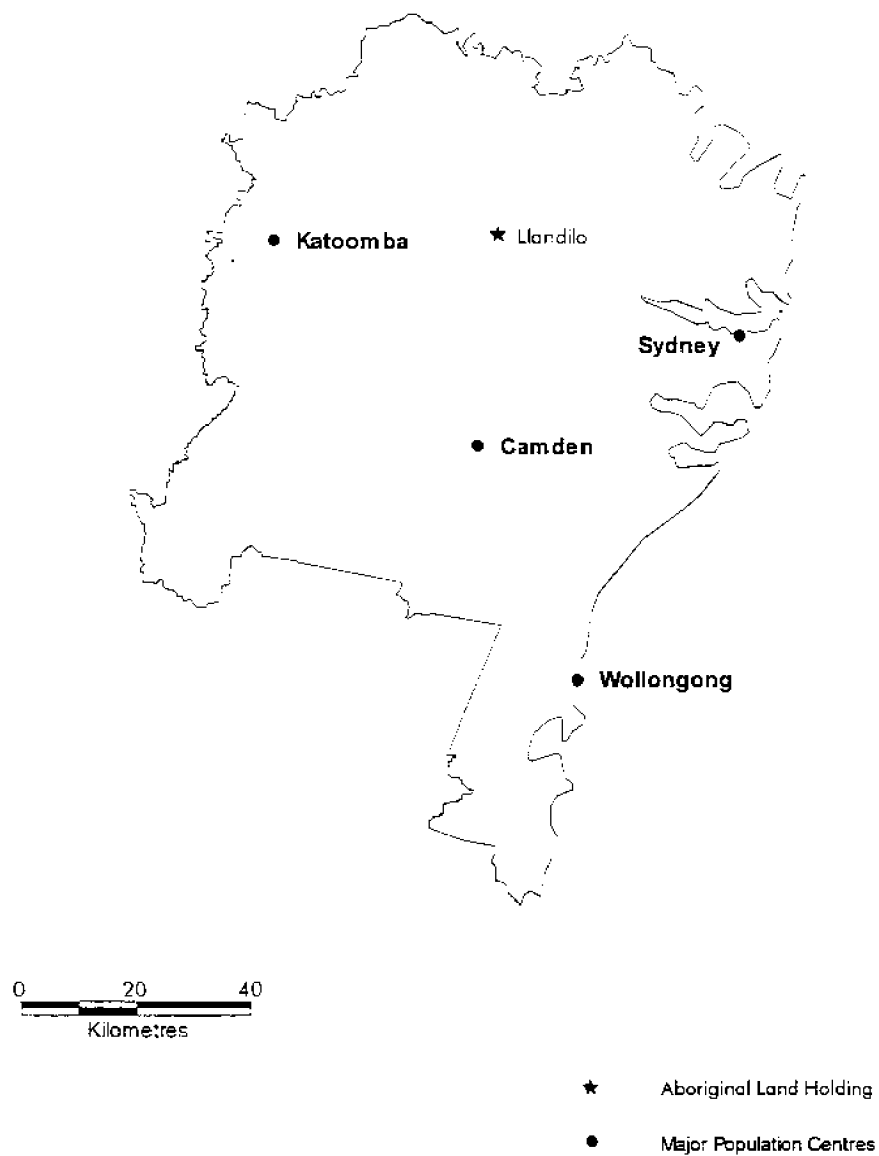 Katoomba
Llandilo
Sydney
Camden
Wollongong
0 20 40
Kilometres
Aboriginal Land Holding
Major Population Centres